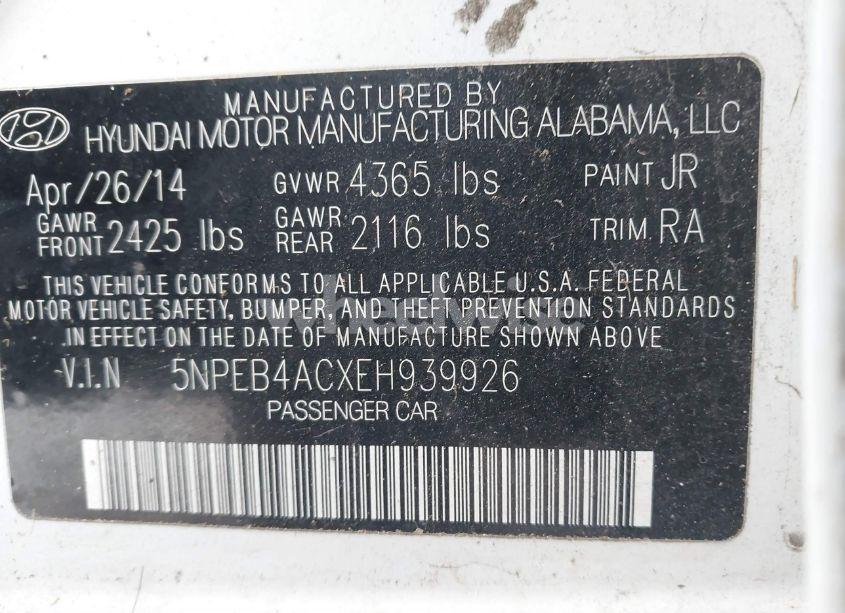 MANUFACTURED BY
HYUNDAI MOTOR MANUFACTURING ALABAMA, LLC
Apr/26/14 GVWR 4365 lbs PAINT JR
GAWR FRONT 2425 lbs GAWR REAR 2116 lbs TRIM RA
THIS VEHICLE CONFORMS TO ALL APPLICABLE U.S.A. FEDERAL
MOTOR VEHICLE SAFETY, BUMPER, AND THEFT PREVENTION STANDARDS
IN EFFECT ON THE DATE OF MANUFACTURE SHOWN ABOVE
wheelwise
V.I.N 5NPEB4ACXEH939926
PASSENGER CAR